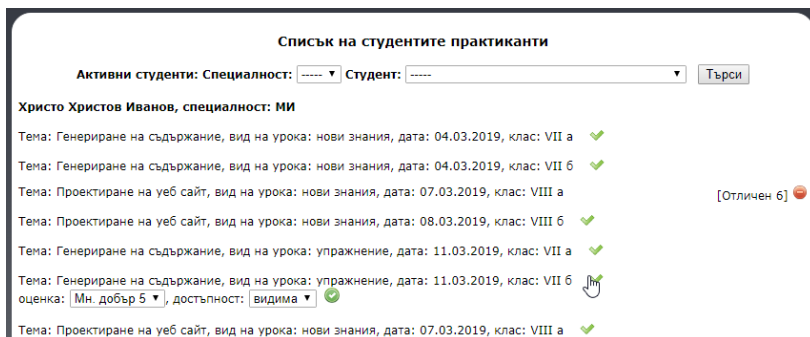 Списък на студентите практиканти
Активни студенти: Специалност: ----- Студент: ----- Търси
Христо Христов Иванов, специалност: МИ
Тема: Генериране на съдържание, вид на урока: нови знания, дата: 04.03.2019, клас: VII а
Тема: Генериране на съдържание, вид на урока: нови знания, дата: 04.03.2019, клас: VII б
Тема: Проектиране на уеб сайт, вид на урока: нови знания, дата: 07.03.2019, клас: VIII а [Отличен 6]
Тема: Проектиране на уеб сайт, вид на урока: нови знания, дата: 08.03.2019, клас: VIII б
Тема: Генериране на съдържание, вид на урока: упражнение, дата: 11.03.2019, клас: VII а
Тема: Генериране на съдържание, вид на урока: упражнение, дата: 11.03.2019, клас: VII б
оценка: Мн. добър 5 , достъпност: видима
Тема: Проектиране на уеб сайт, вид на урока: нови знания, дата: 07.03.2019, клас: VIII а